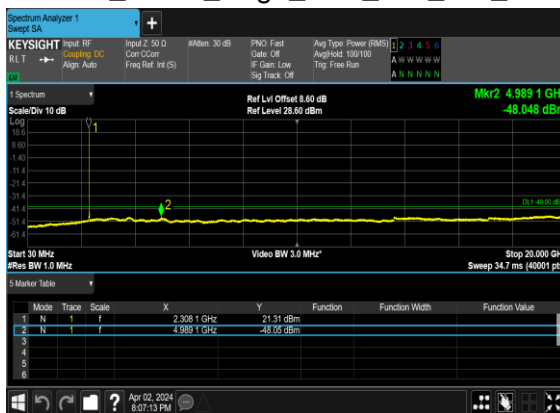 Spectrum Analyzer 1
Swept SA
+
KEYSIGHT Input: RF Input Z: 50 Ω #Atten: 30 dB PNO: Fast Avg Type: Power (RMS) 1 2 3 4 5 6
RLT Coupling: DC Corr CCorr Gate: Off Avg|Hold: 100/100 A W W W W W
Align: Auto Freq Ref: Int (S) IF Gain: Low Trig: Free Run A N N N N N
LU Sig Track: Off
1 Spectrum Ref Lvl Offset 8.60 dB Mkr2 4.989 1 GH
Scale/Div 10 dB Ref Level 28.60 dBm -48.048 dBr
Log
18.6 1
8.60
-1.40
-11.4
-21.4
-31.4
-41.4 2 DL1 -40.00 dB
-51.4
-61.4
Start 30 MHz Video BW 3.0 MHz* Stop 20.000 GH
#Res BW 1.0 MHz Sweep 34.7 ms (40001 pt
5 Marker Table
Mode Trace Scale X Y Function Function Width Function Value
1 N 1 f 2.308 1 GHz 21.31 dBm
2 N 1 f 4.989 1 GHz -48.05 dBm
3
4
5
6
? Apr 02, 2024
8:07:13 PM